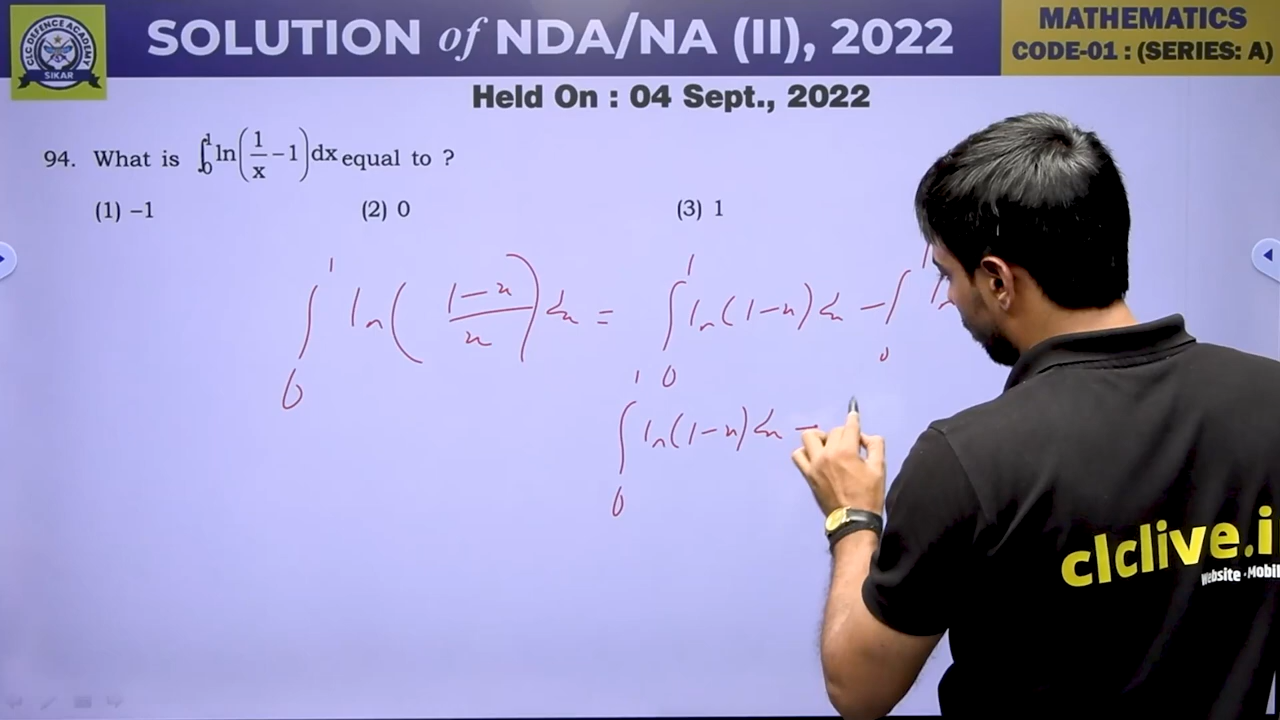 CLC DEFENCE ACADEMY
SIKAR
SOLUTION of NDA/NA (II), 2022
MATHEMATICS
CODE-01 : (SERIES: A)
Held On : 04 Sept., 2022
94. What is ∫₀¹ ln(1/x − 1) dx equal to ?
(1) −1 (2) 0 (3) 1
∫₀¹ ln((1−x)/x) dx = ∫₀¹ ln(1−x) dx − ∫₀¹ ln
∫₀¹ ln(1−x) dx −
clclive.i
Website Mobil